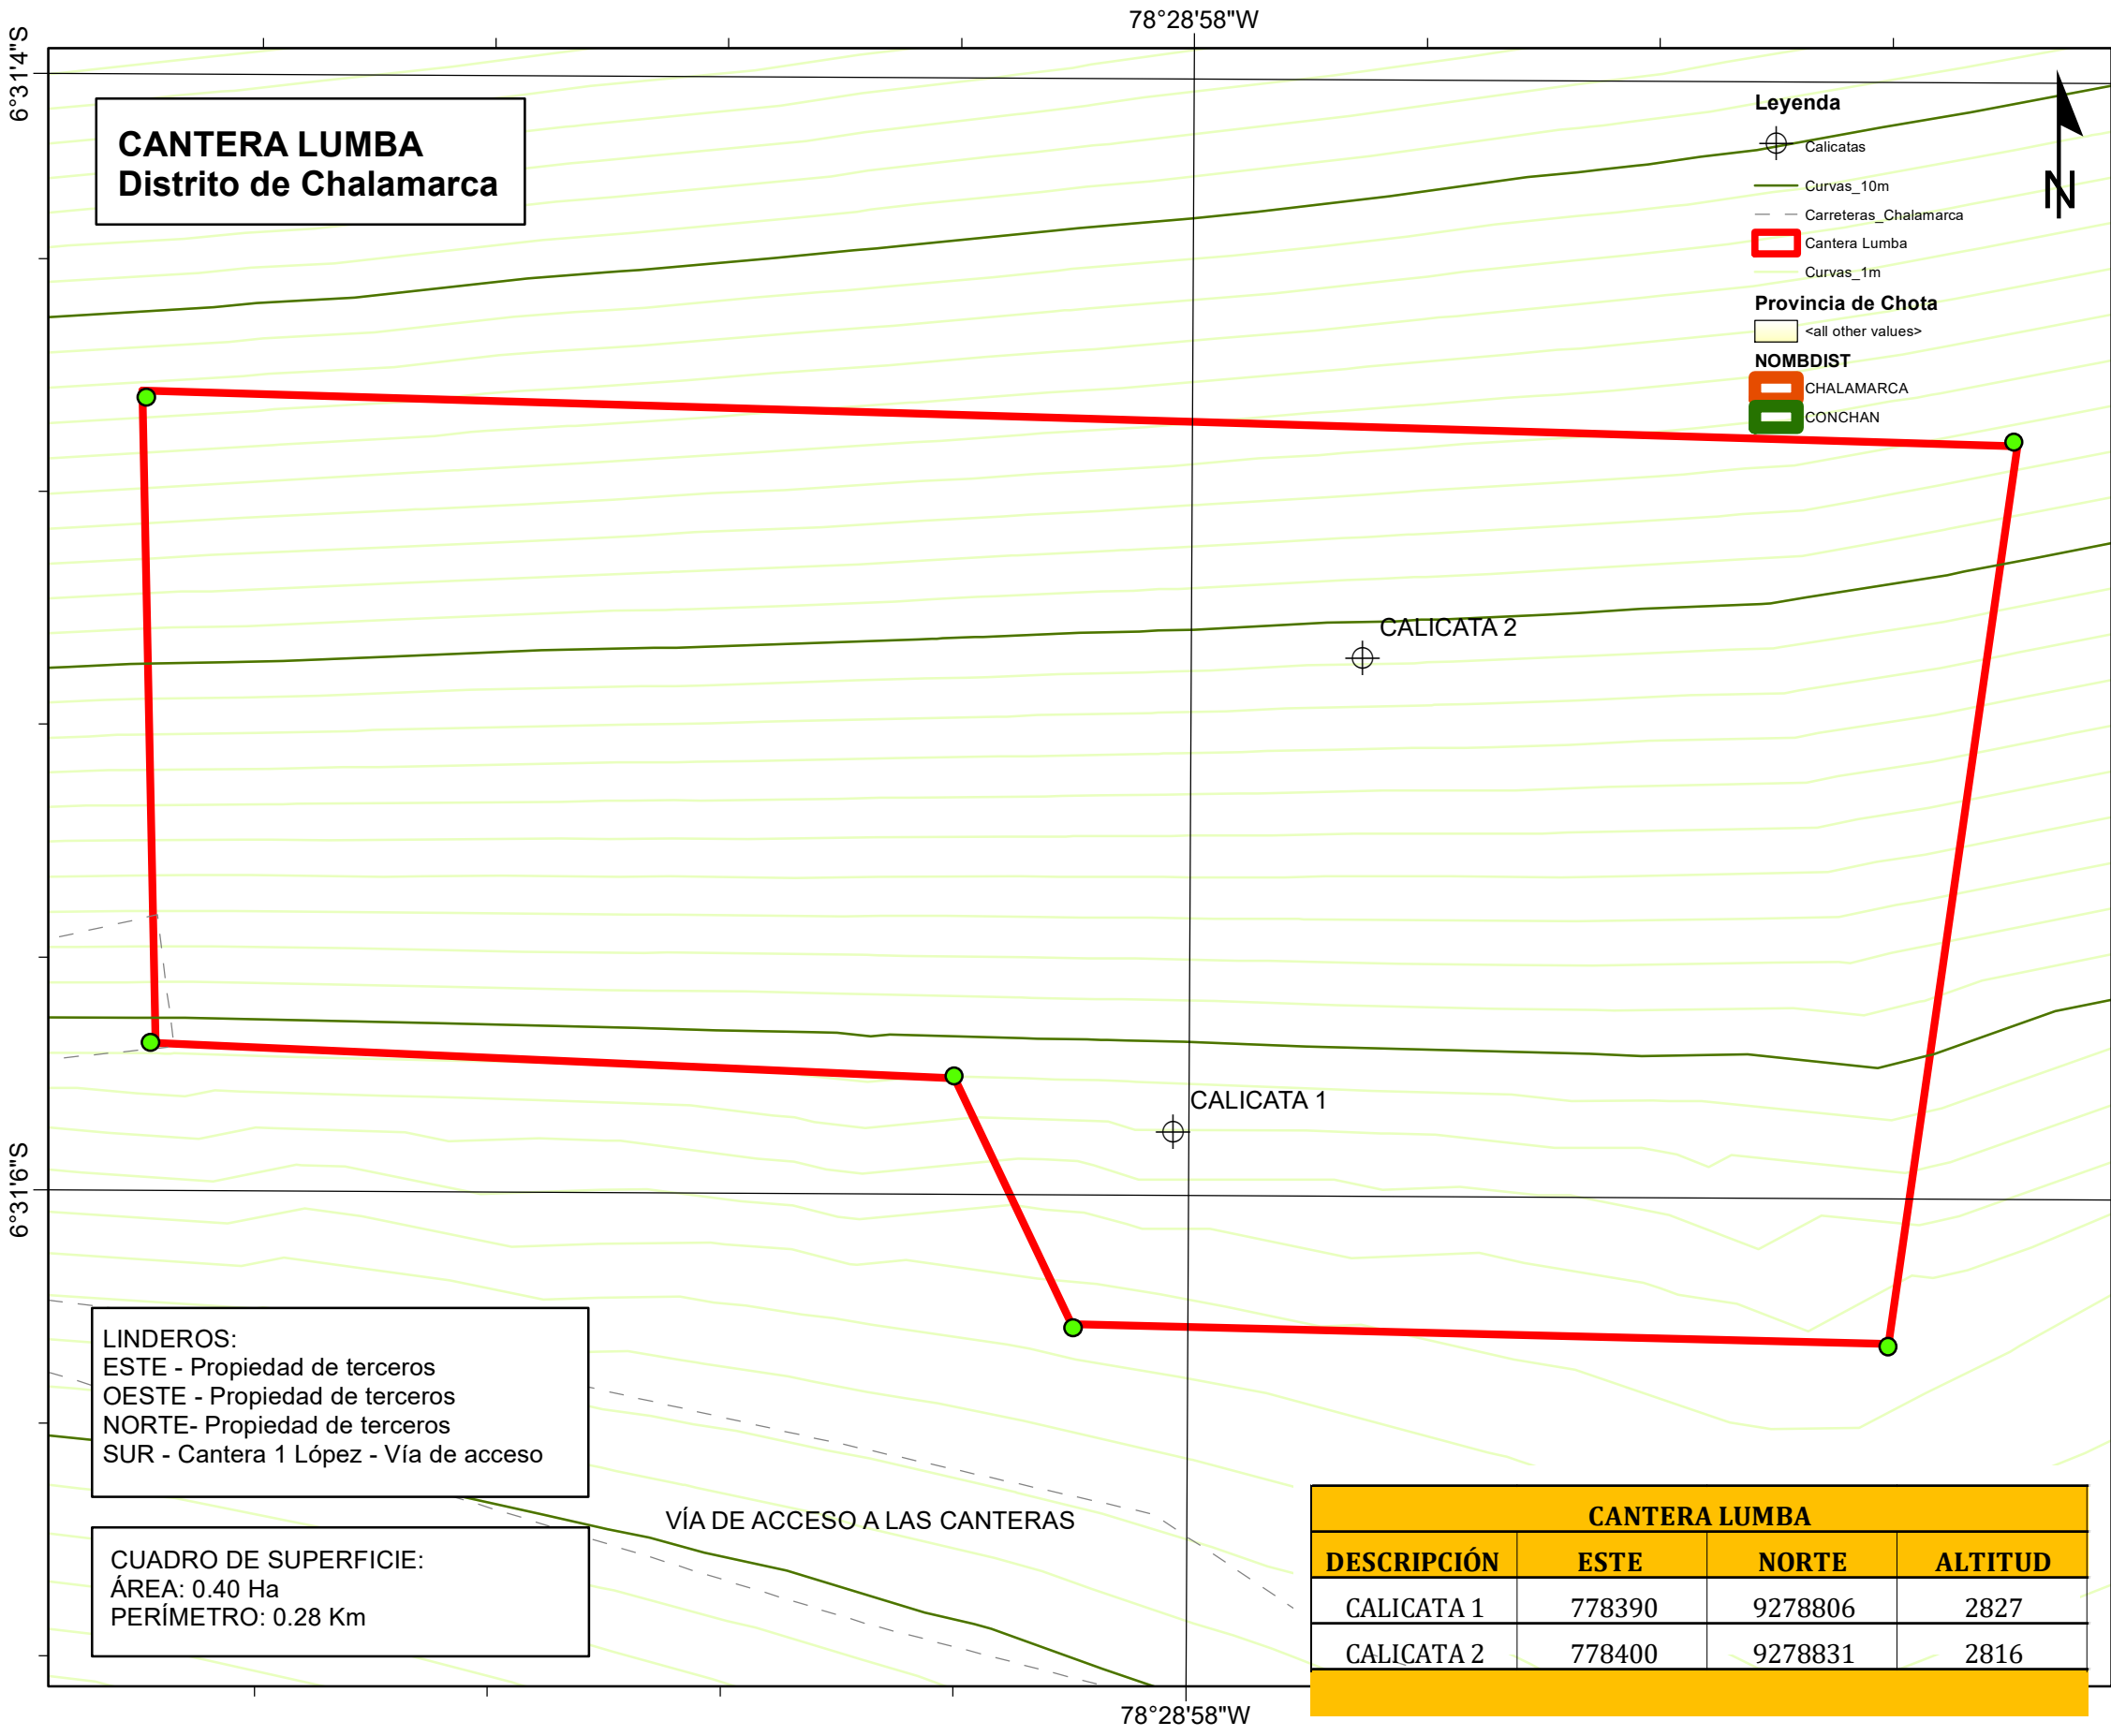 78°28'58"W
6°31'4"S
CANTERA LUMBA
Distrito de Chalamarca
Leyenda
Calicatas
Curvas_10m
Carreteras_Chalamarca
Cantera Lumba
Curvas_1m
Provincia de Chota
<all other values>
NOMBDIST
CHALAMARCA
CONCHAN
N
CALICATA 2
CALICATA 1
6°31'6"S
LINDEROS:
ESTE - Propiedad de terceros
OESTE - Propiedad de terceros
NORTE- Propiedad de terceros
SUR - Cantera 1 López - Vía de acceso
VÍA DE ACCESO A LAS CANTERAS
CUADRO DE SUPERFICIE:
ÁREA: 0.40 Ha
PERÍMETRO: 0.28 Km
CANTERA LUMBA
DESCRIPCIÓN ESTE NORTE ALTITUD
CALICATA 1 778390 9278806 2827
CALICATA 2 778400 9278831 2816
78°28'58"W